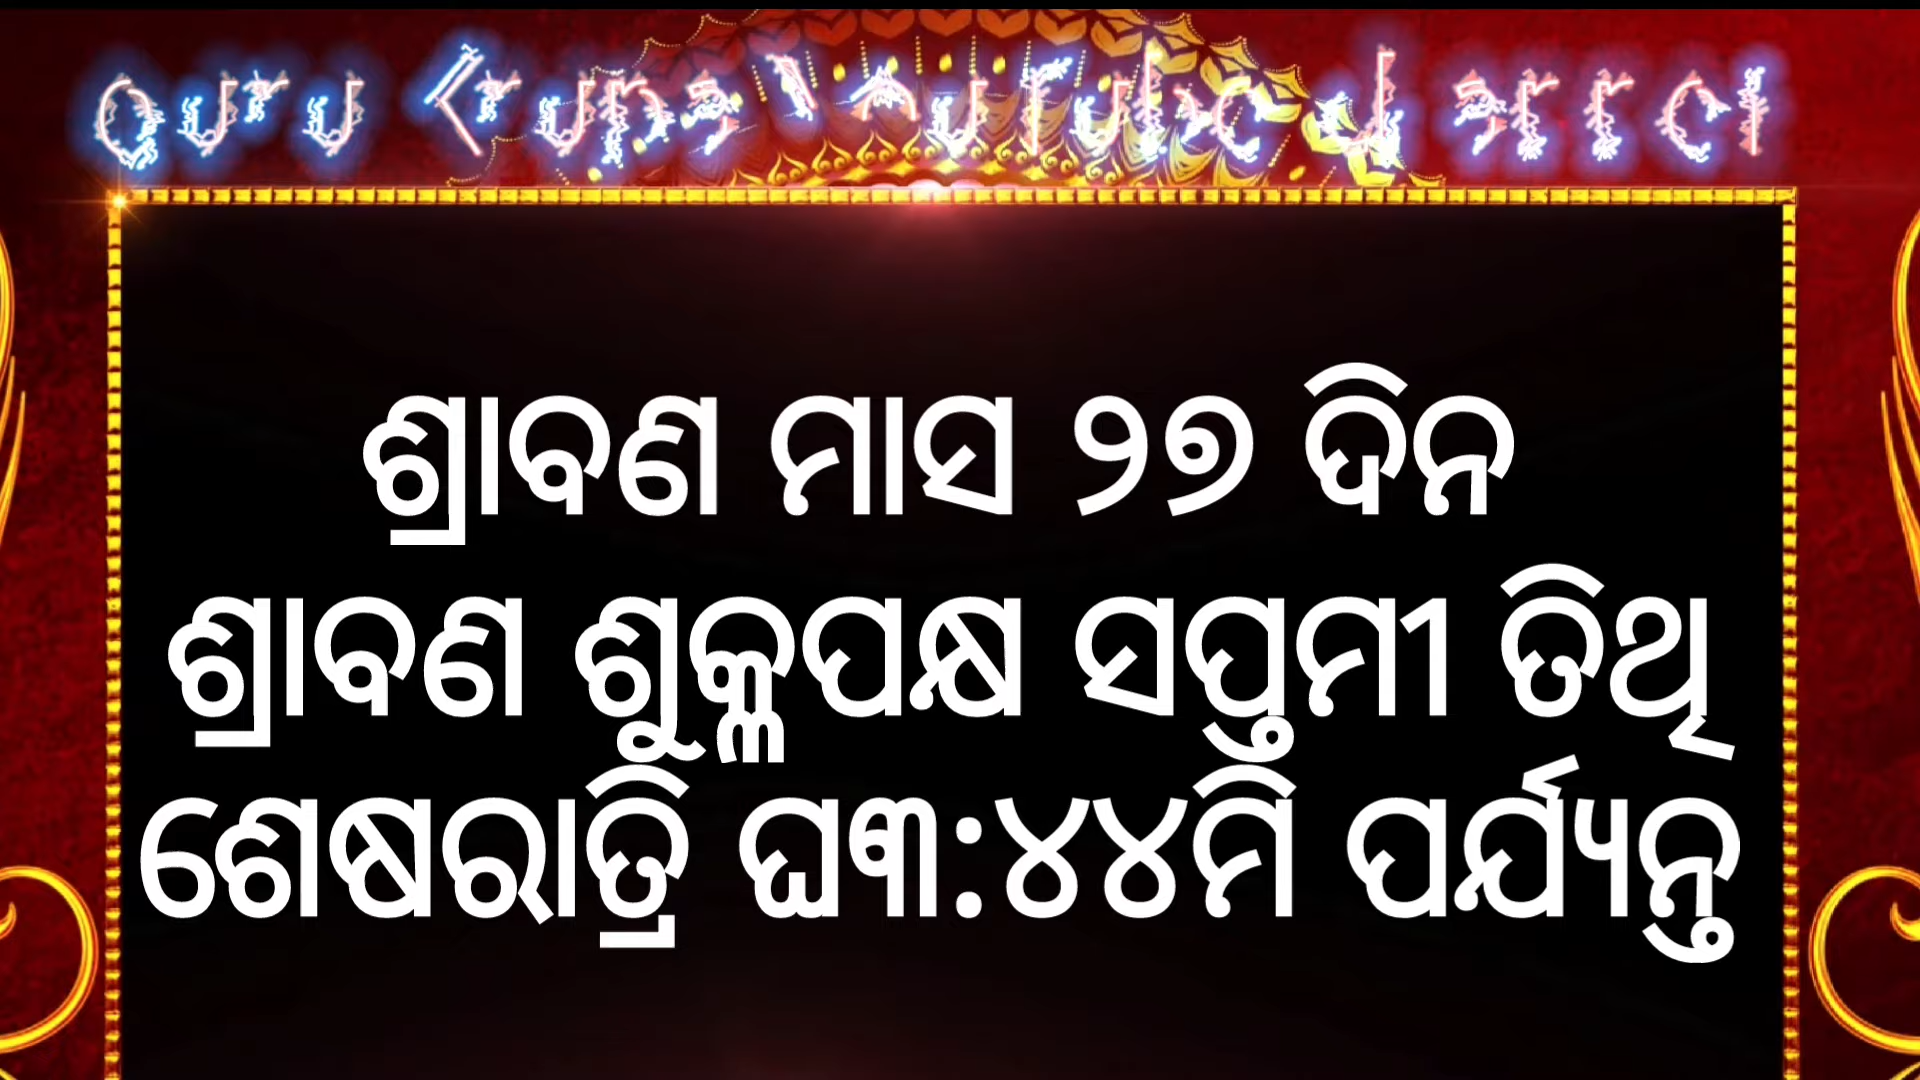 ଶ୍ରାବଣ ମାସ ୨୭ ଦିନ
ଶ୍ରାବଣ ଶୁକ୍ଳପକ୍ଷ ସପ୍ତମୀ ତିଥି
ଶେଷରାତ୍ରି ଘ୩:୪୪ମି ପର୍ଯ୍ୟନ୍ତ